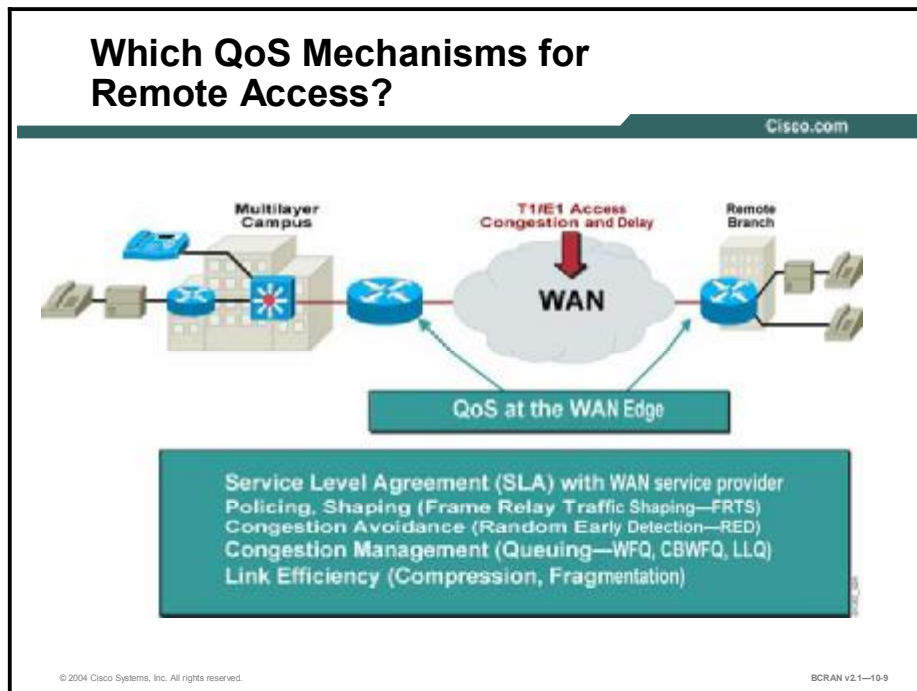 Which QoS Mechanisms for
Remote Access?
Cisco.com
Multilayer
Campus
T1/E1 Access
Congestion and Delay
Remote
Branch
WAN
QoS at the WAN Edge
Service Level Agreement (SLA) with WAN service provider
Policing, Shaping (Frame Relay Traffic Shaping—FRTS)
Congestion Avoidance (Random Early Detection—RED)
Congestion Management (Queuing—WFQ, CBWFQ, LLQ)
Link Efficiency (Compression, Fragmentation)
© 2004 Cisco Systems, Inc. All rights reserved.
BCRAN v2.1—10-9